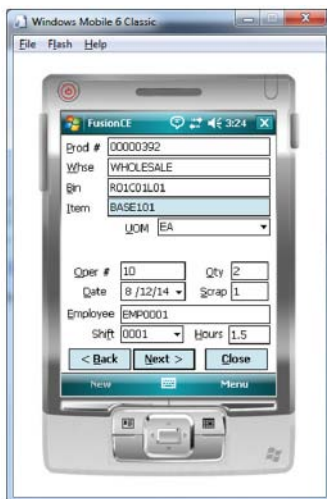 Windows Mobile 6 Classic
File Flash Help
FusionCE 3:24 X
Prod # 00000392
Whse WHOLESALE
Bin R01C01L01
Item BASE101
UOM EA
Oper # 10 Qty 2
Date 8 /12/14 Scrap 1
Employee EMP0001
Shift 0001 Hours 1.5
< Back Next > Close
New Menu